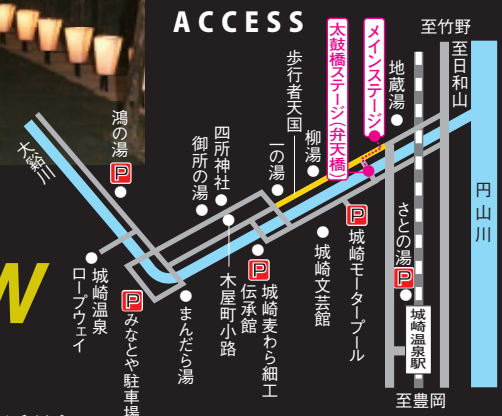 ACCESS
至竹野
至日和山
メインステージ
太鼓橋ステージ(弁天橋)
地蔵湯
歩行者天国
柳湯
一の湯
四所神社
御所の湯
鴻の湯
P
大谿川
円山川
さとの湯
P
城崎温泉駅
至豊岡
P
城崎モータープール
城崎文芸館
P
城崎麦わら細工
伝承館
木屋町小路
まんだら湯
P
みなとや駐車場
城崎温泉
ロープウェイ
W